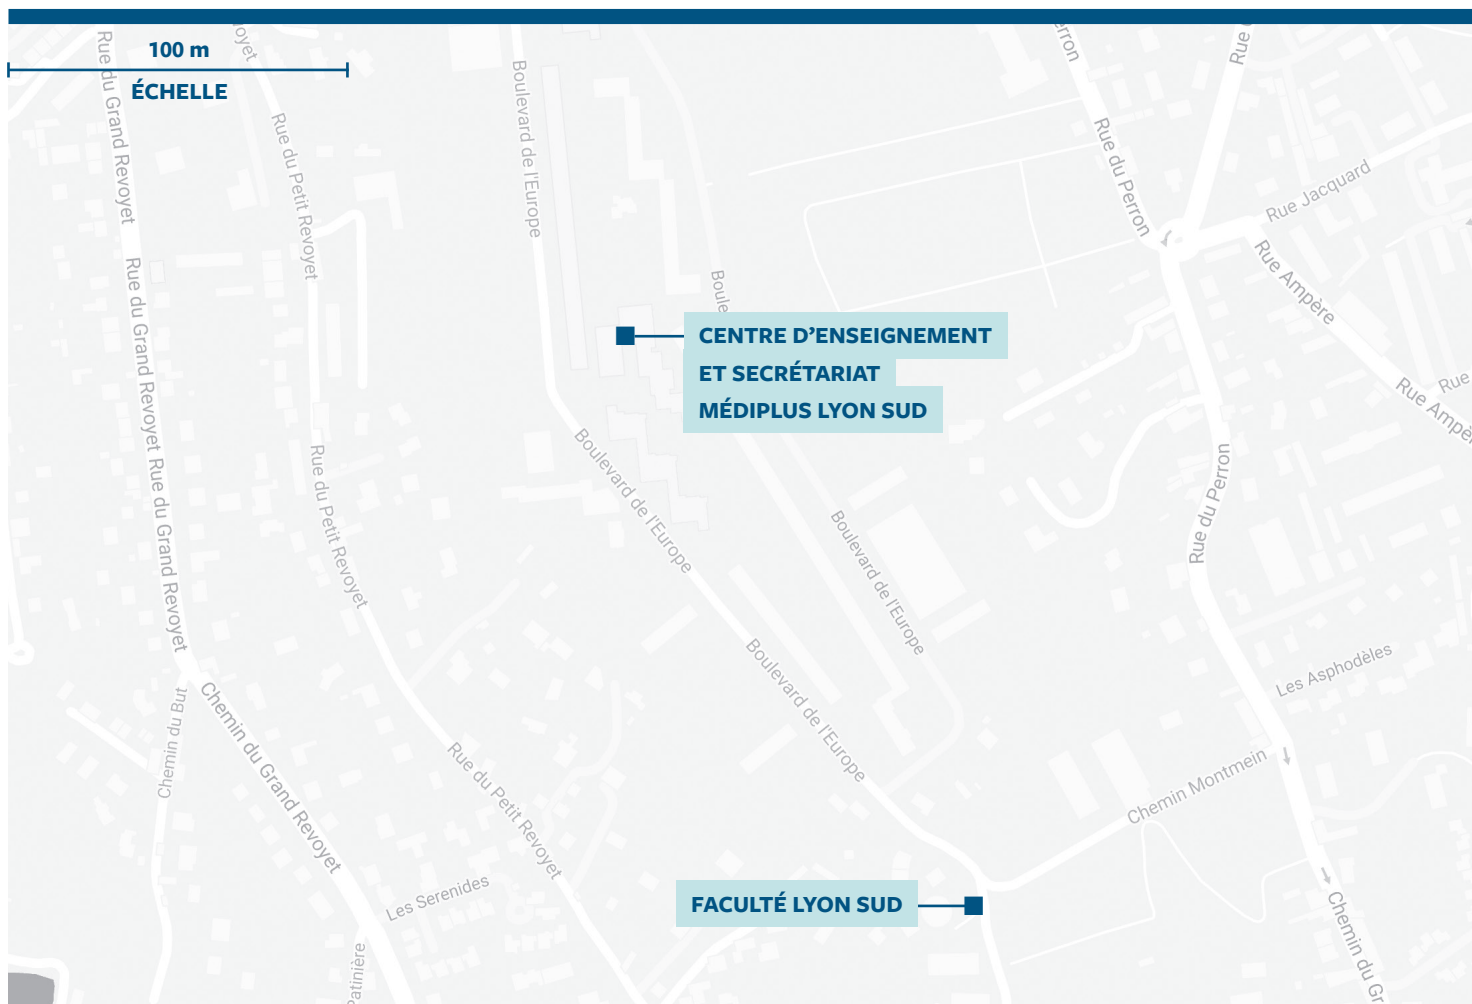 100 m
ÉCHELLE
Rue du Grand Revoyet
Rue du Petit Revoyet
Boulevard de l'Europe
Rue du Perron
Rue Jacquard
Rue Ampère
Rue du Grand Revoyet
Rue du Grand Revoyet
CENTRE D'ENSEIGNEMENT
ET SECRÉTARIAT
MÉDIPLUS LYON SUD
Rue
Rue du Petit Revoyet
Boulevard de l'Europe
Boulevard de l'Europe
Rue du Perron
Boulevard de l'Europe
Les Asphodèles
Chemin du But
Chemin du Grand Revoyet
Rue du Petit Revoyet
Chemin Montmein
Les Serenides
FACULTÉ LYON SUD